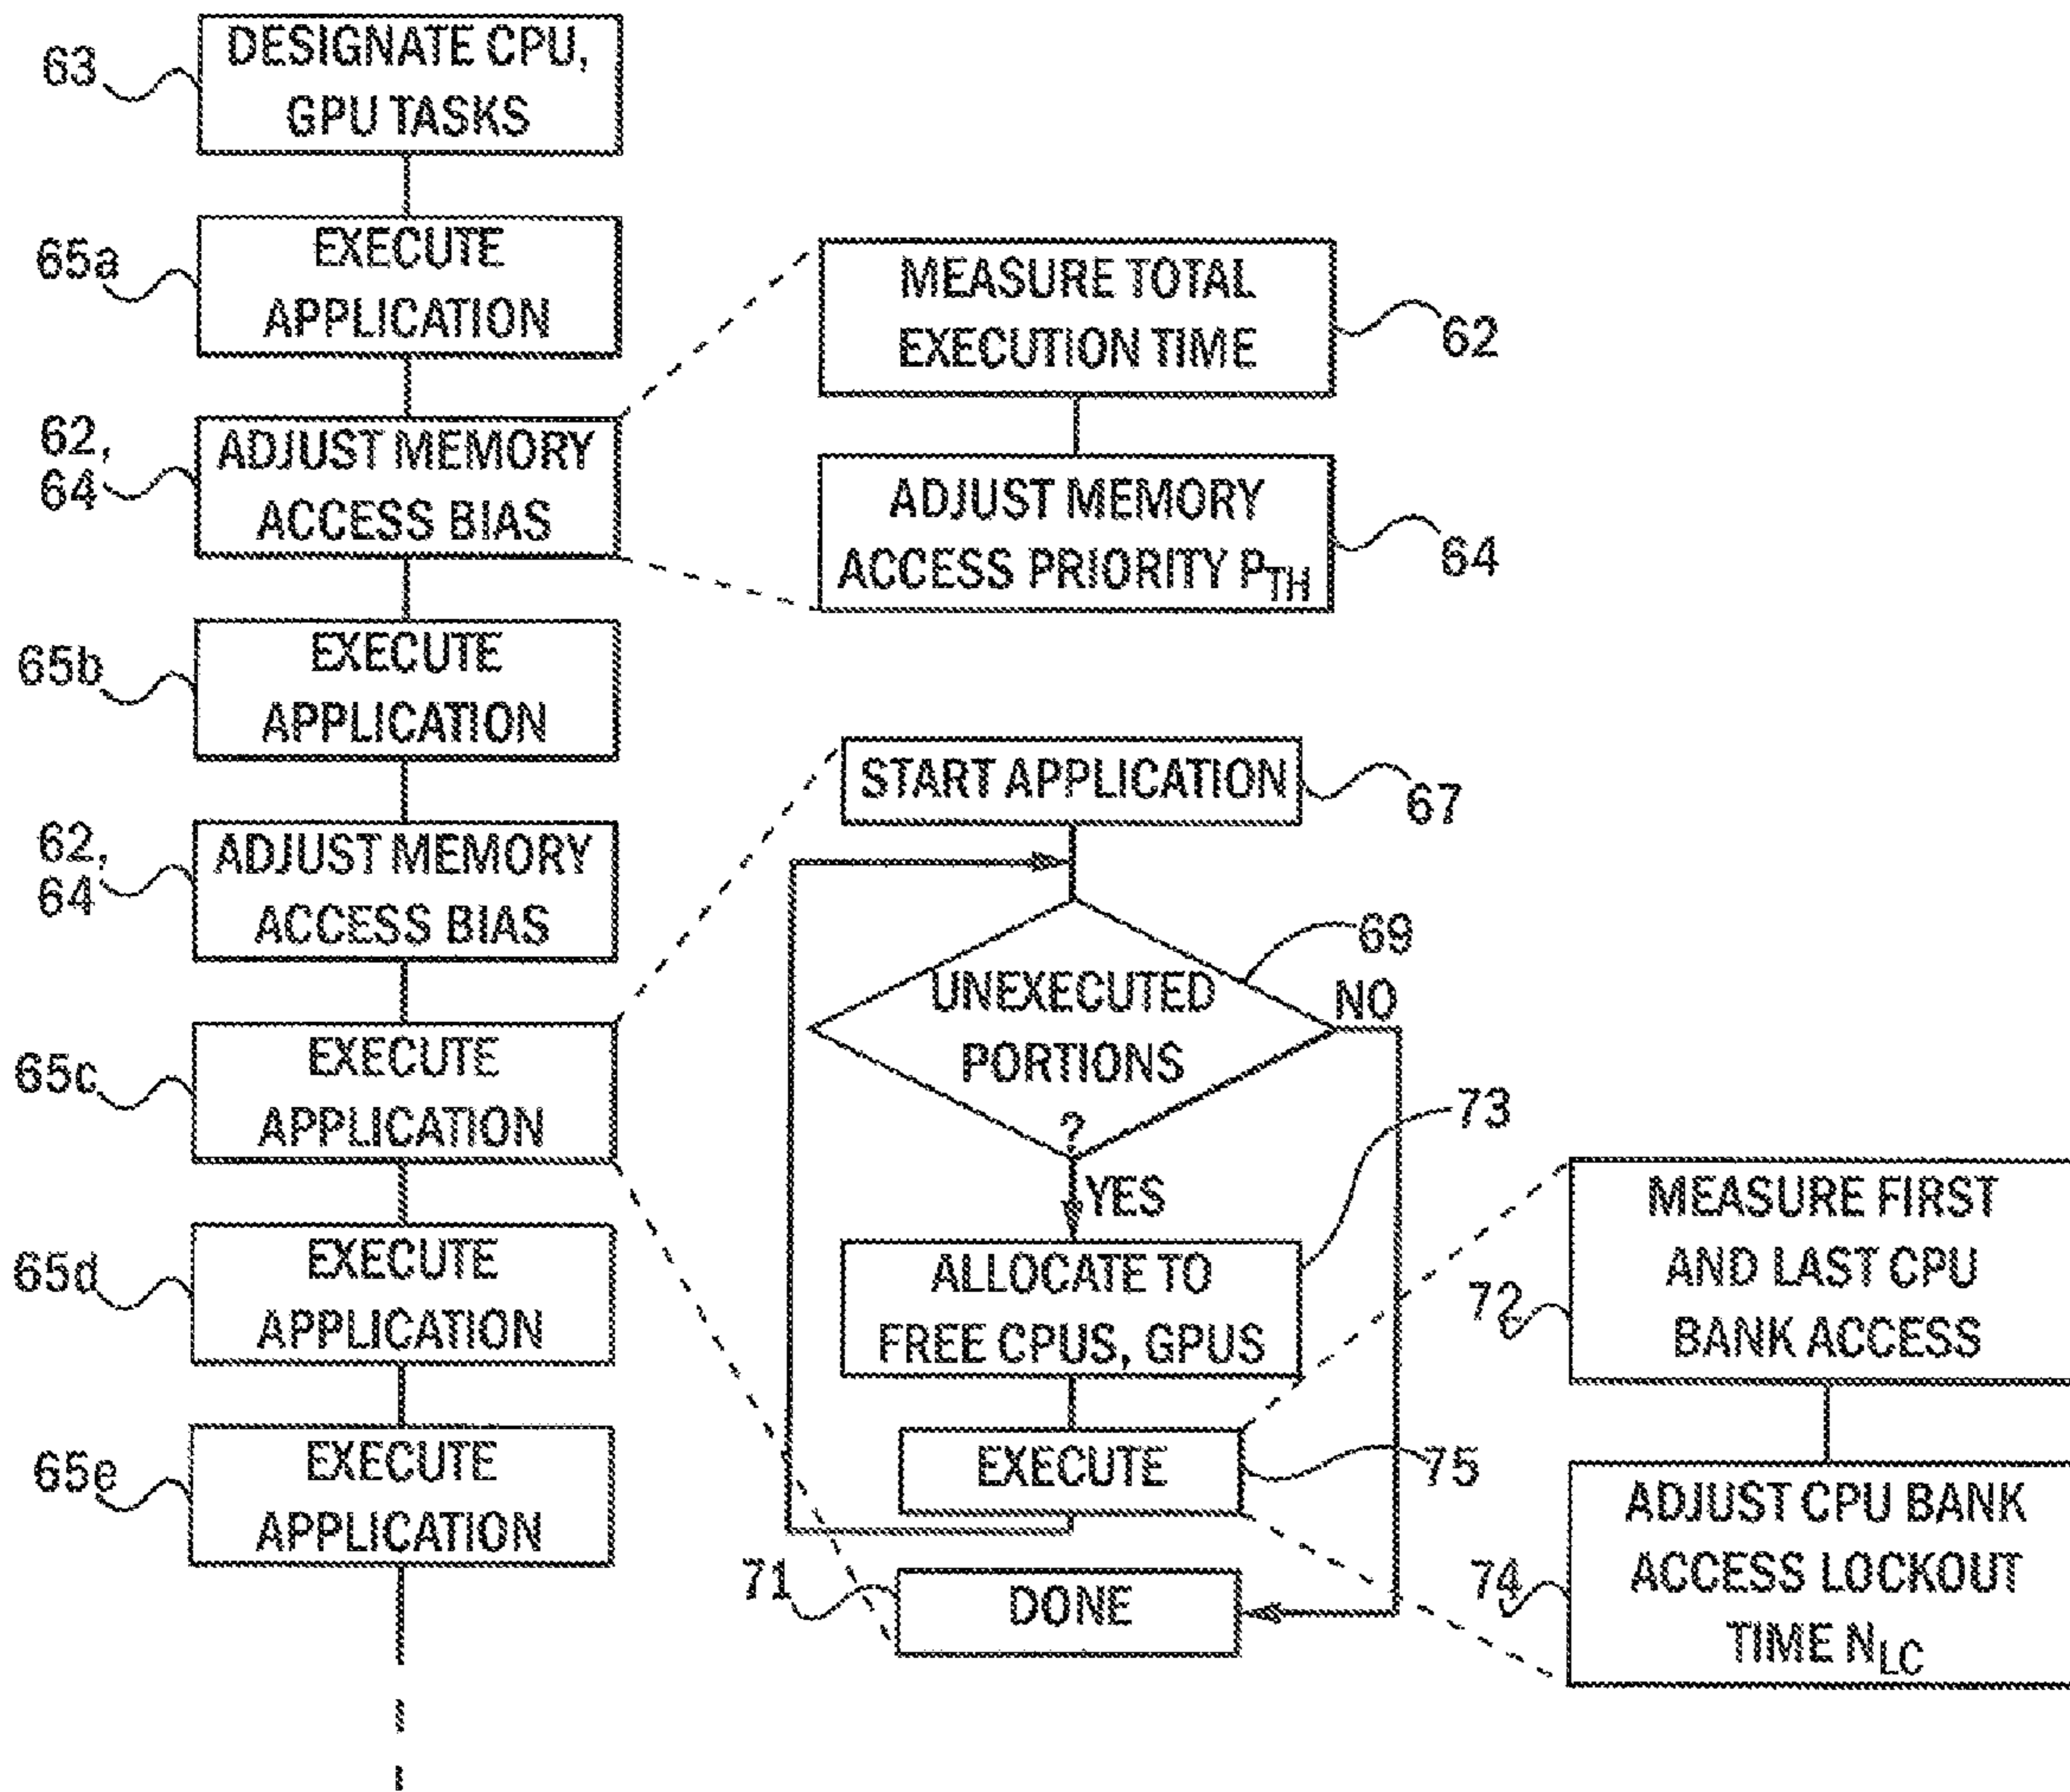 63
DESIGNATE CPU,
GPU TASKS
65a
EXECUTE
APPLICATION
62,
64
ADJUST MEMORY
ACCESS BIAS
65b
EXECUTE
APPLICATION
62,
64
ADJUST MEMORY
ACCESS BIAS
65c
EXECUTE
APPLICATION
65d
EXECUTE
APPLICATION
65e
EXECUTE
APPLICATION
MEASURE TOTAL
EXECUTION TIME
62
ADJUST MEMORY
ACCESS PRIORITY PTH
64
START APPLICATION
67
69
UNEXECUTED
PORTIONS
?
NO
YES
73
ALLOCATE TO
FREE CPUS, GPUS
EXECUTE
75
71
DONE
MEASURE FIRST
AND LAST CPU
BANK ACCESS
72
ADJUST CPU BANK
ACCESS LOCKOUT
TIME NLC
74